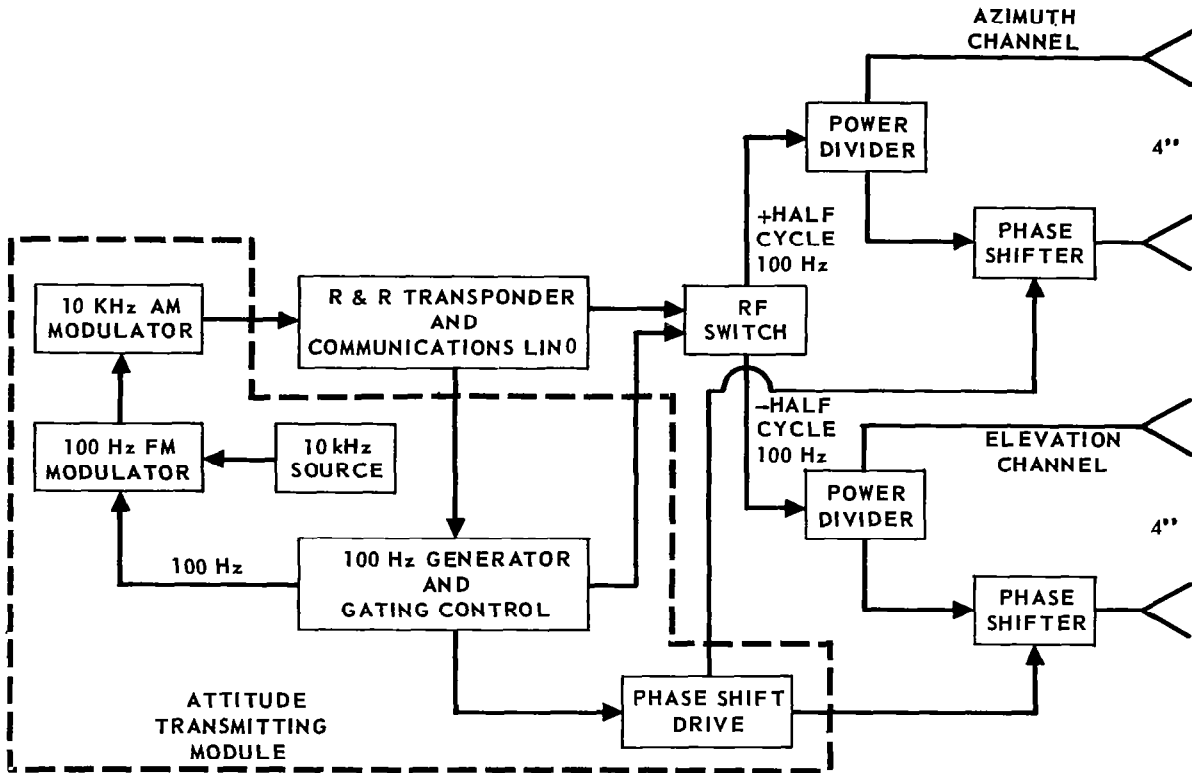 AZIMUTH
CHANNEL
POWER
DIVIDER
4"
+HALF
CYCLE
100 Hz
PHASE
SHIFTER
10 KHz AM
MODULATOR
R & R TRANSPONDER
AND
COMMUNICATIONS LIN0
RF
SWITCH
100 Hz FM
MODULATOR
10 kHz
SOURCE
–HALF
CYCLE
100 Hz
ELEVATION
CHANNEL
POWER
DIVIDER
4"
100 Hz
100 Hz GENERATOR
AND
GATING CONTROL
PHASE
SHIFTER
ATTITUDE
TRANSMITTING
MODULE
PHASE SHIFT
DRIVE